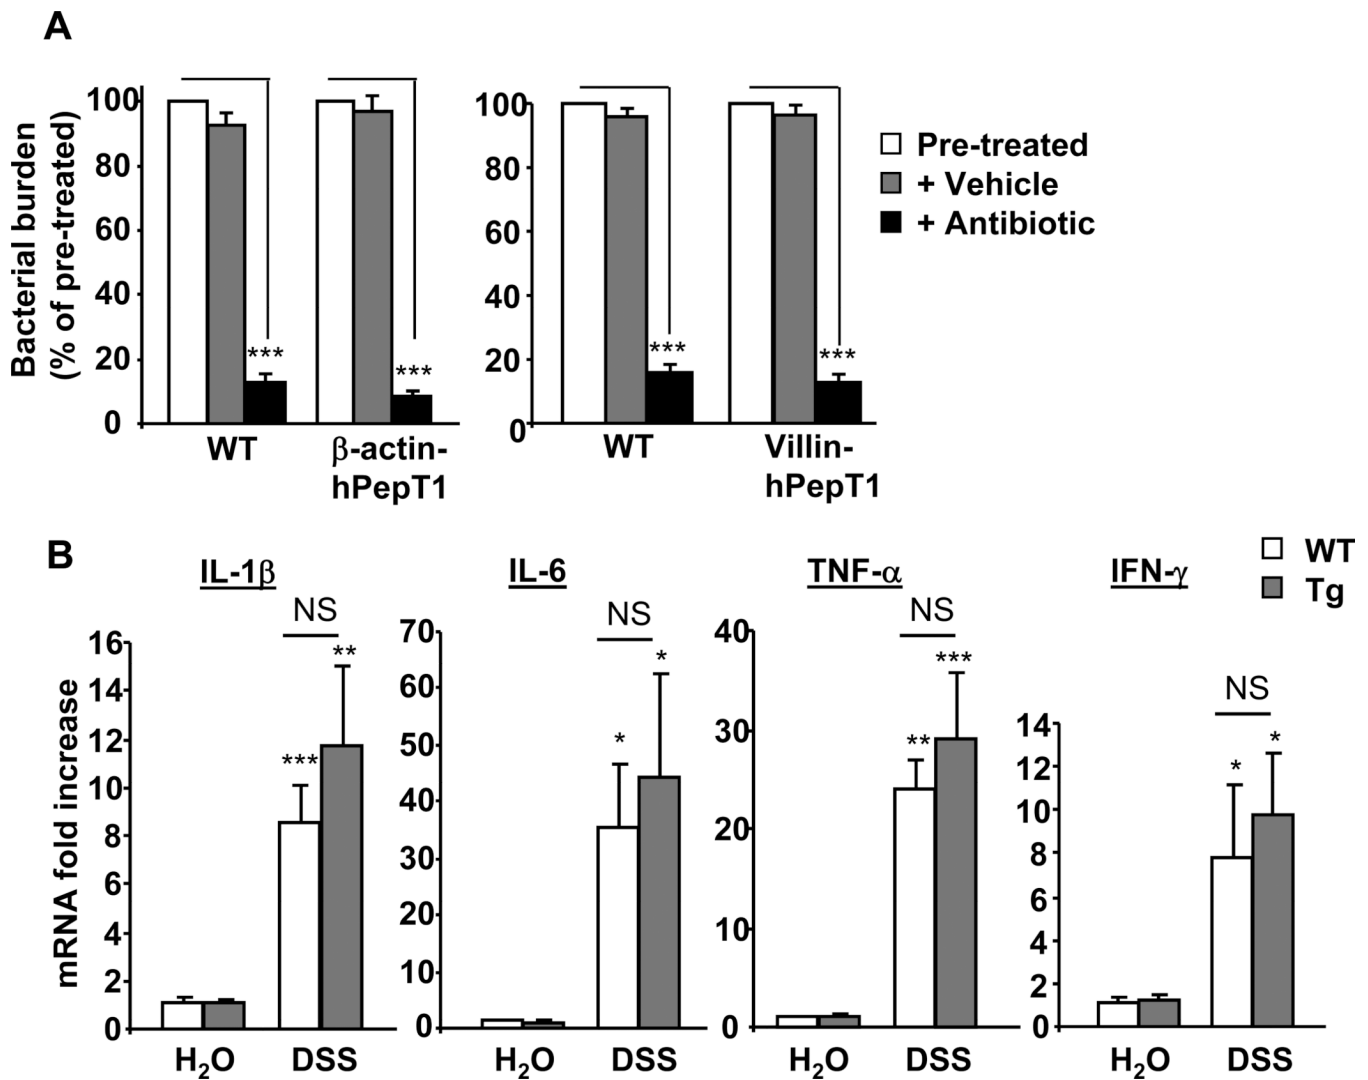 A
Bacterial burden
(% of pre-treated)
100
80
60
40
20
0
***
***
WT
β-actin-
hPepT1
100
80
60
40
20
0
***
***
WT
Villin-
hPepT1
Pre-treated
+ Vehicle
+ Antibiotic
B
WT
Tg
mRNA fold increase
IL-1β
NS
16
14
12
10
8
6
4
2
0
***
**
H2O
DSS
IL-6
NS
70
60
50
40
30
20
10
0
*
*
H2O
DSS
TNF-α
NS
40
30
20
10
0
**
***
H2O
DSS
IFN-γ
NS
14
12
10
8
6
4
2
0
*
*
H2O
DSS